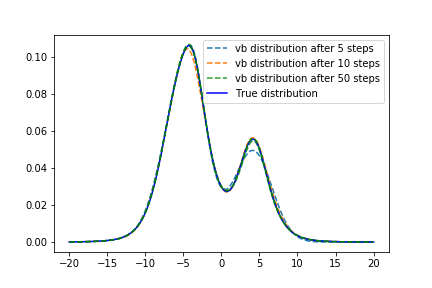 vb distribution after 5 steps
vb distribution after 10 steps
vb distribution after 50 steps
True distribution
0.10
0.08
0.06
0.04
0.02
0.00
−20 −15 −10 −5 0 5 10 15 20